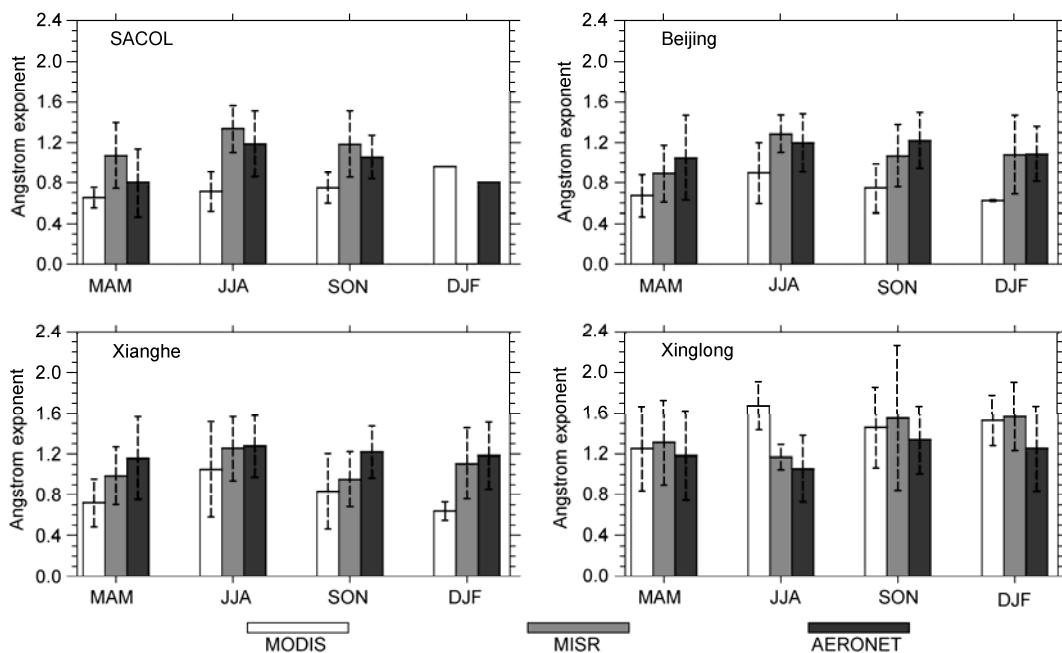 SACOL
Angstrom exponent
2.4
2.0
1.6
1.2
0.8
0.4
0.0
MAM JJA SON DJF
Beijing
Angstrom exponent
2.4
2.0
1.6
1.2
0.8
0.4
0.0
MAM JJA SON DJF
Xianghe
Angstrom exponent
2.4
2.0
1.6
1.2
0.8
0.4
0.0
MAM JJA SON DJF
Xinglong
Angstrom exponent
2.4
2.0
1.6
1.2
0.8
0.4
0.0
MAM JJA SON DJF
MODIS MISR AERONET